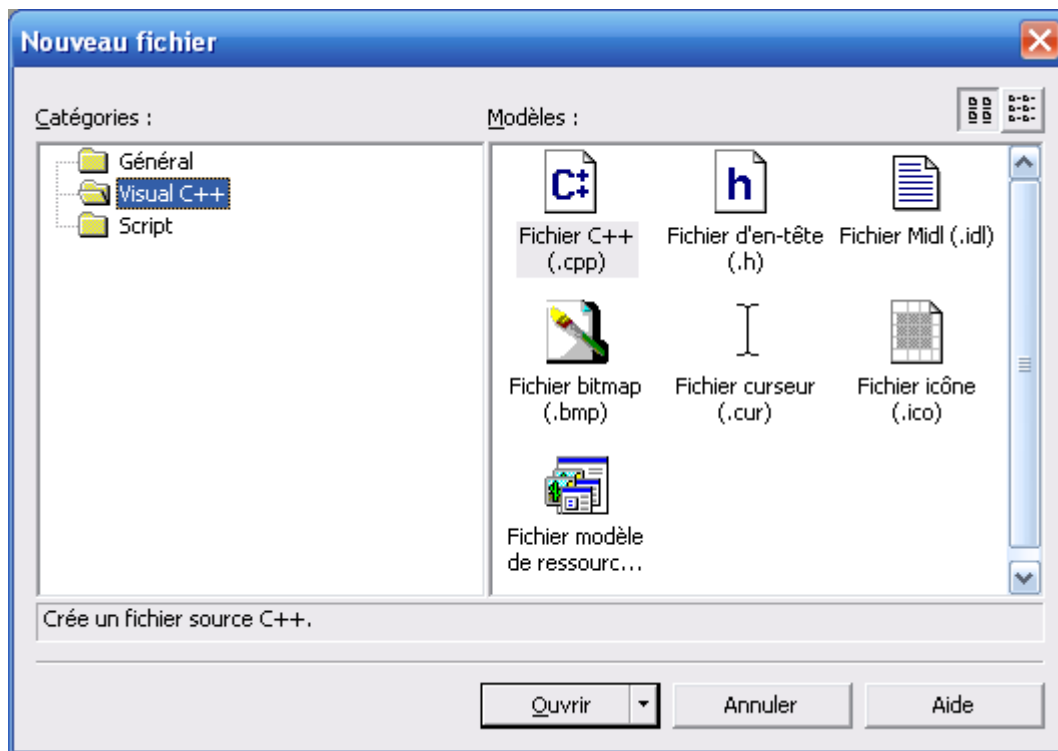 Nouveau fichier
Catégories :
Modèles :
Général
Visual C++
Script
C++
h
Fichier C++
(.cpp)
Fichier d'en-tête
(.h)
Fichier Midl (.idl)
Fichier bitmap
(.bmp)
Fichier curseur
(.cur)
Fichier icône
(.ico)
Fichier modèle
de ressourc...
Crée un fichier source C++.
Ouvrir
Annuler
Aide